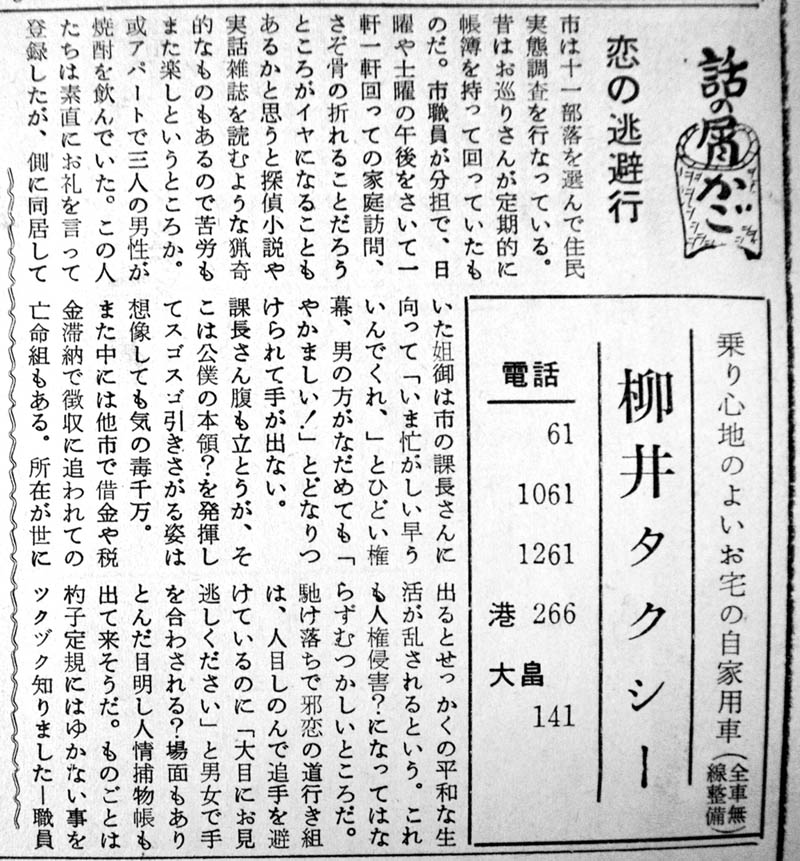 話の屑かご
恋の逃避行
市は十一部落を選んで住民
実態調査を行なっている。
昔はお巡りさんが定期的に
帳簿を持って回っていたも
のだ。市職員が分担で、日
曜や土曜の午後をさいて一
軒一軒回っての家庭訪問、
さぞ骨の折れることだろう
ところがイヤになることも
あるかと思うと探偵小説や
実話雑誌を読むような猟奇
的なものもあるので苦労も
また楽しというところか。
或アパートで三人の男性が
焼酎を飲んでいた。この人
たちは素直にお礼を言って
登録したが、側に同居して
いた姐御は市の課長さんに
向って「いま忙がしい早う
いんでくれ、」とひどい権
幕、男の方がなだめても「
やかましい!」とどなりつ
けられて手が出ない。
課長さん腹も立とうが、そ
こは公僕の本領?を発揮し
てスゴスゴ引きさがる姿は
想像しても気の毒千万。
また中には他市で借金や税
金滞納で徴収に追われての
亡命組もある。所在が世に
出るとせっかくの平和な生
活が乱されるという。これ
も人権侵害?になってはな
らずむつかしいところだ。
馳け落ちで邪恋の道行き組
は、人目しのんで追手を避
けているのに「大目にお見
逃しください」と男女で手
を合わされる?場面もあり
とんだ目明し人情捕物帳も
出て来そうだ。ものごとは
杓子定規にはゆかない事を
ツクヅク知りましたー職員
乗り心地のよいお宅の自家用車(全車無線整備)
柳井タクシー
電話
61
1061
1261
港 266
大畠
141